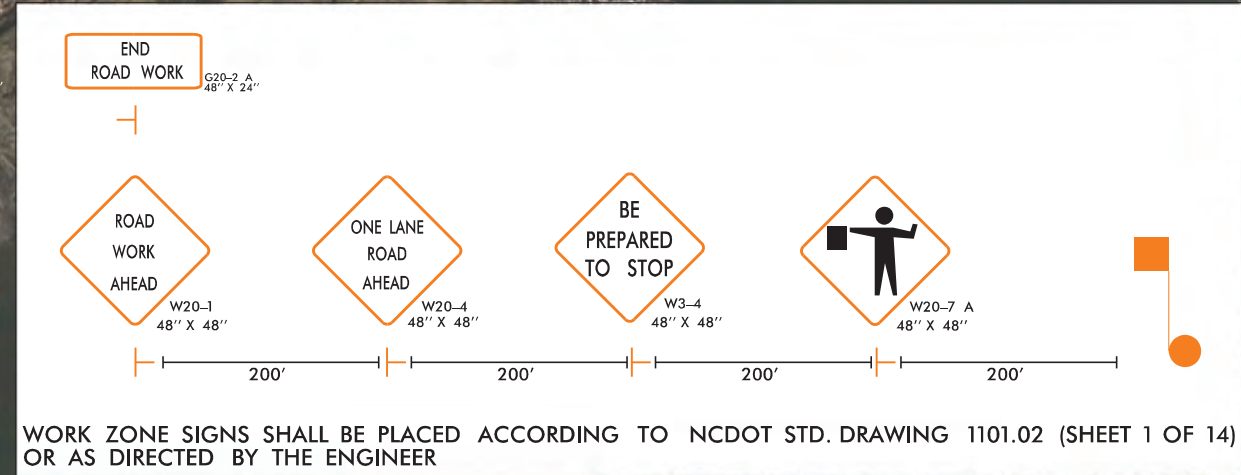 END
ROAD WORK
G20–2 A
48'' X 24''
ROAD
WORK
AHEAD
W20–1
48'' X 48''
ONE LANE
ROAD
AHEAD
W20–4
48'' X 48''
BE
PREPARED
TO STOP
W3–4
48'' X 48''
W20–7 A
48'' X 48''
200'
200'
200'
200'
WORK ZONE SIGNS SHALL BE PLACED ACCORDING TO NCDOT STD. DRAWING 1101.02 (SHEET 1 OF 14)
OR AS DIRECTED BY THE ENGINEER